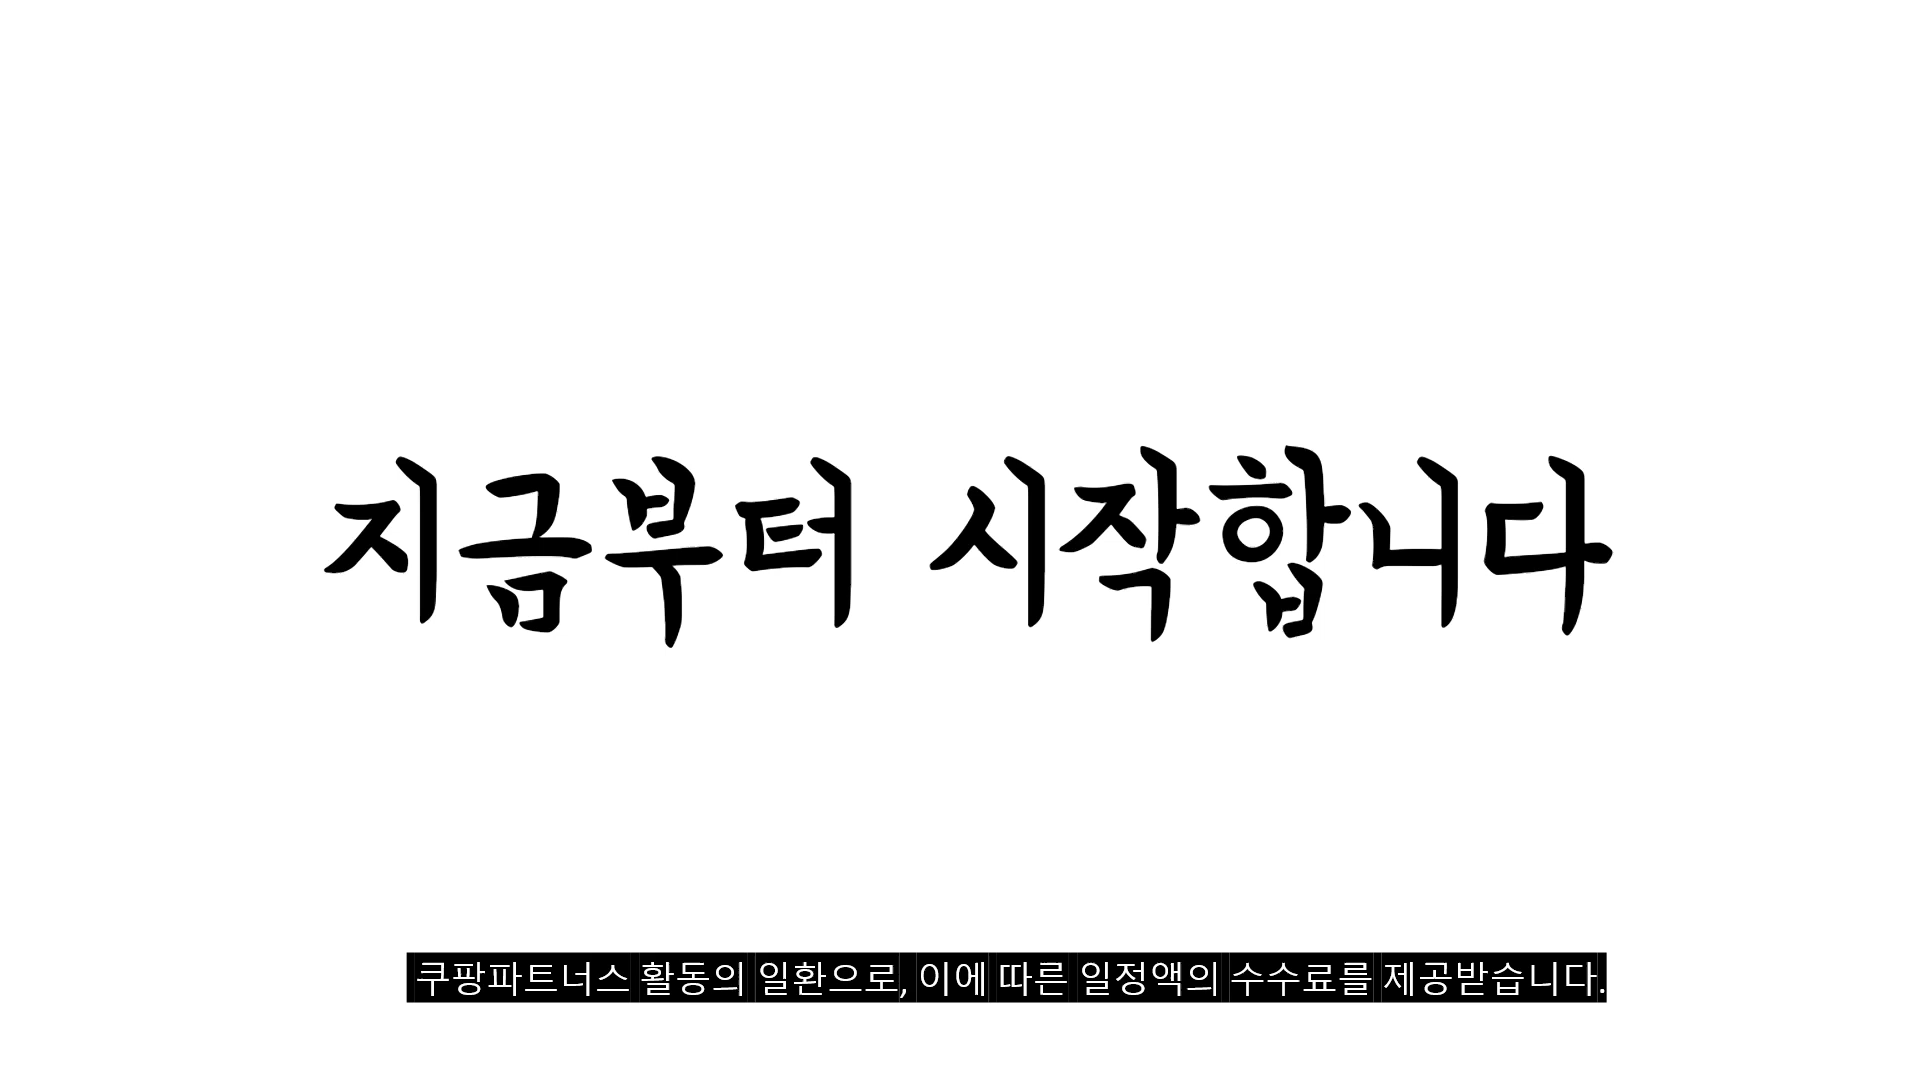 지금부터 시작합니다
쿠팡파트너스 활동의 일환으로, 이에 따른 일정액의 수수료를 제공받습니다.